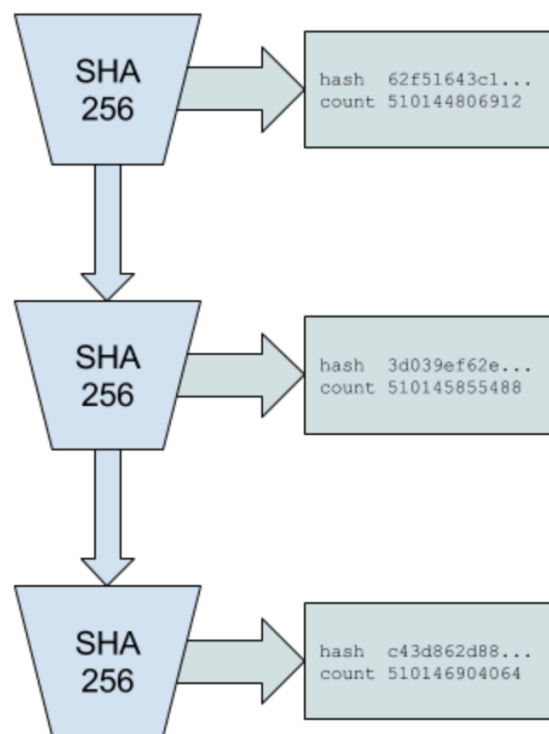 SHA
256
hash  62f51643c1...
count 510144806912
SHA
256
hash  3d039ef62e...
count 510145855488
SHA
256
hash  c43d862d88...
count 510146904064